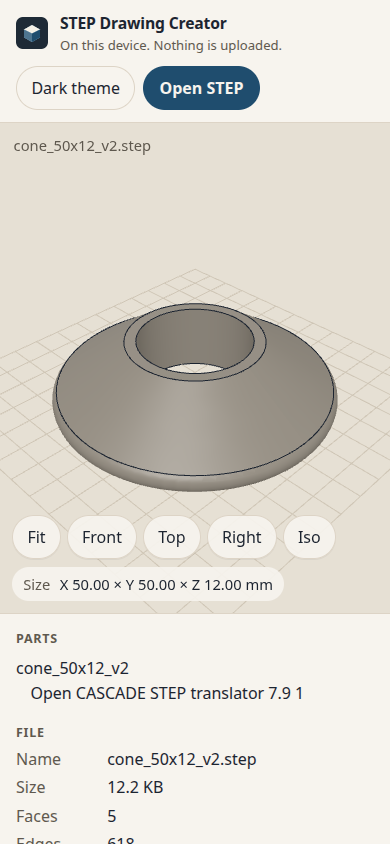 STEP Drawing Creator
On this device. Nothing is uploaded.
Dark theme
Open STEP
cone_50x12_v2.step
Fit
Front
Top
Right
Iso
Size X 50.00 × Y 50.00 × Z 12.00 mm
PARTS
cone_50x12_v2
Open CASCADE STEP translator 7.9 1
FILE
Name cone_50x12_v2.step
Size 12.2 KB
Faces 5
Edges 618